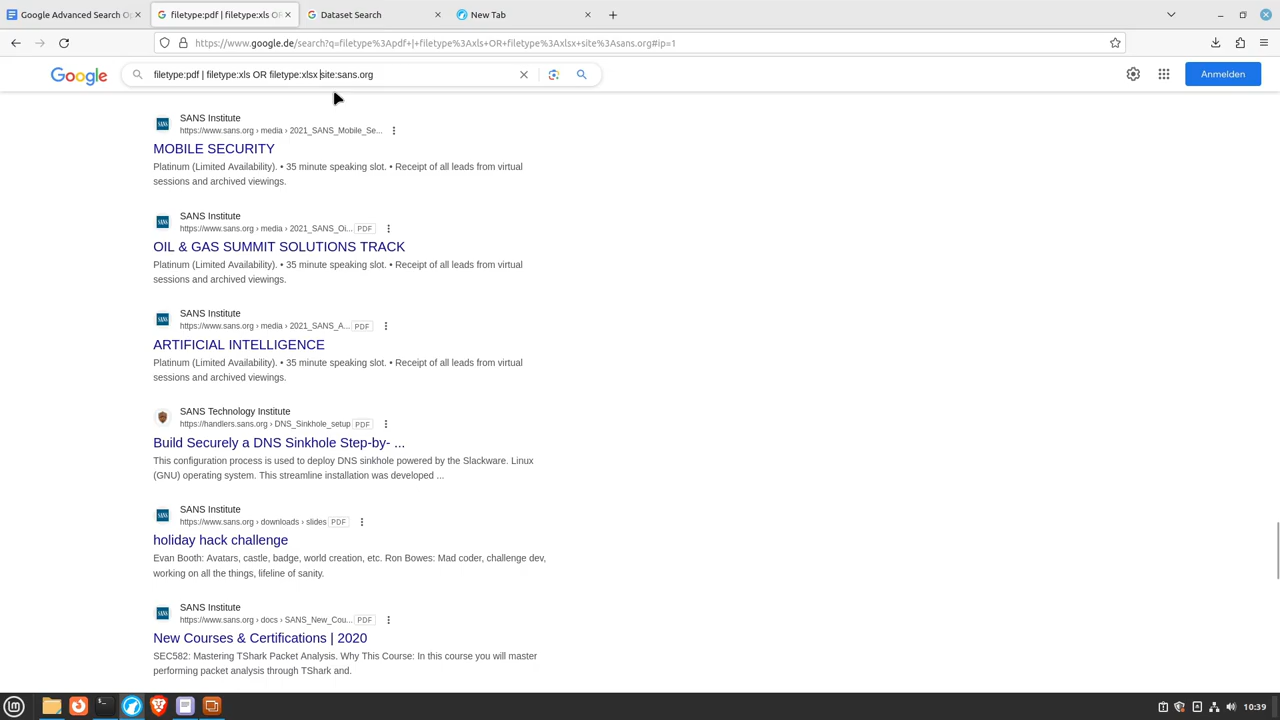 Google Advanced Search Op
filetype:pdf | filetype:xls OR
Dataset Search
New Tab
https://www.google.de/search?q=filetype%3Apdf+|+filetype%3Axls+OR+filetype%3Axlsx+site%3Asans.org#ip=1
Google
filetype:pdf | filetype:xls OR filetype:xlsx site:sans.org
Anmelden
SANS Institute
https://www.sans.org › media › 2021_SANS_Mobile_Se...
MOBILE SECURITY
Platinum (Limited Availability). • 35 minute speaking slot. • Receipt of all leads from virtual
sessions and archived viewings.
SANS Institute
https://www.sans.org › media › 2021_SANS_Oi... PDF
OIL & GAS SUMMIT SOLUTIONS TRACK
Platinum (Limited Availability). • 35 minute speaking slot. • Receipt of all leads from virtual
sessions and archived viewings.
SANS Institute
https://www.sans.org › media › 2021_SANS_A... PDF
ARTIFICIAL INTELLIGENCE
Platinum (Limited Availability). • 35 minute speaking slot. • Receipt of all leads from virtual
sessions and archived viewings.
SANS Technology Institute
https://handlers.sans.org › DNS_Sinkhole_setup PDF
Build Securely a DNS Sinkhole Step-by- ...
This configuration process is used to deploy DNS sinkhole powered by the Slackware. Linux
(GNU) operating system. This streamline installation was developed ...
SANS Institute
https://www.sans.org › downloads › slides PDF
holiday hack challenge
Evan Booth: Avatars, castle, badge, world creation, etc. Ron Bowes: Mad coder, challenge dev,
working on all the things, lifeline of sanity.
SANS Institute
https://www.sans.org › docs › SANS_New_Cou... PDF
New Courses & Certifications | 2020
SEC582: Mastering TShark Packet Analysis. Why This Course: In this course you will master
performing packet analysis through TShark and.
10:39